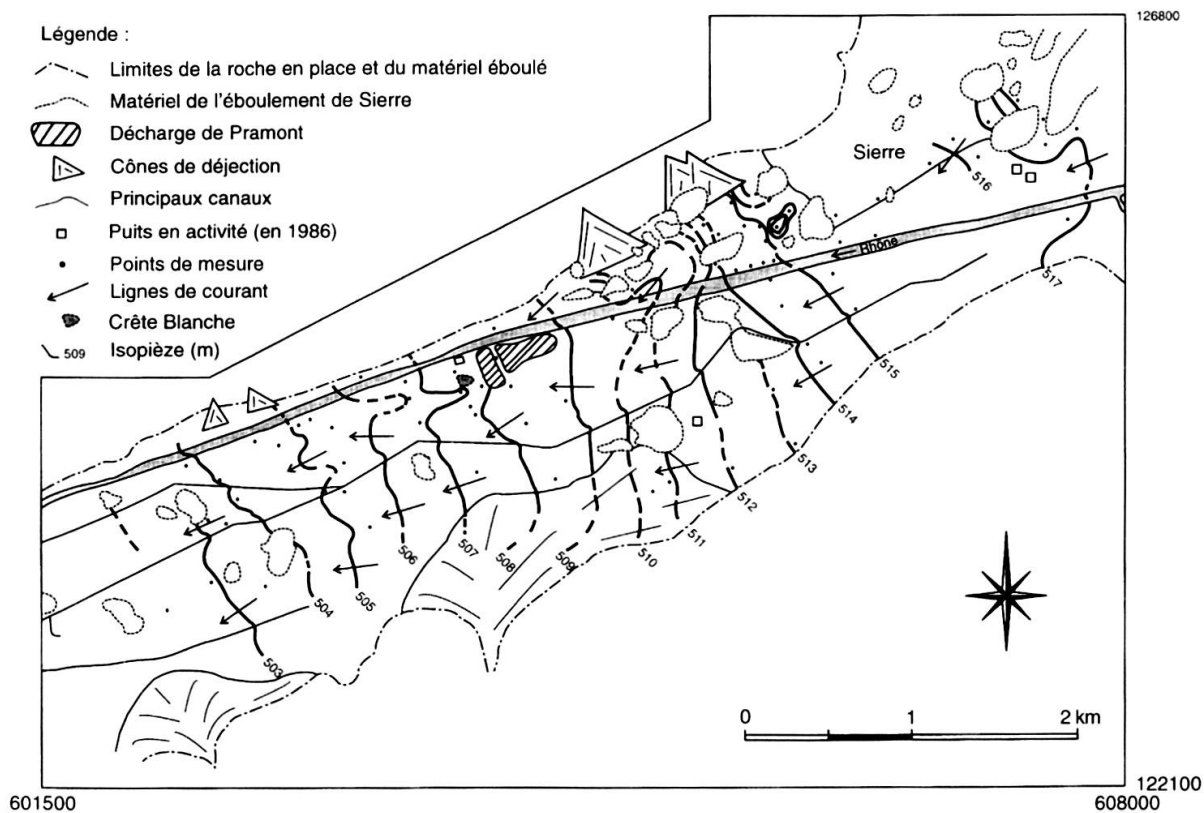 126800
Légende :
Limites de la roche en place et du matériel éboulé
Matériel de l'éboulement de Sierre
Décharge de Pramont
Cônes de déjection
Principaux canaux
Puits en activité (en 1986)
Points de mesure
Lignes de courant
Crête Blanche
509 Isopièze (m)
Sierre
516
Rhône
517
515
514
513
512
511
510
509
508
507
506
505
504
503
0 1 2 km
122100
601500
608000